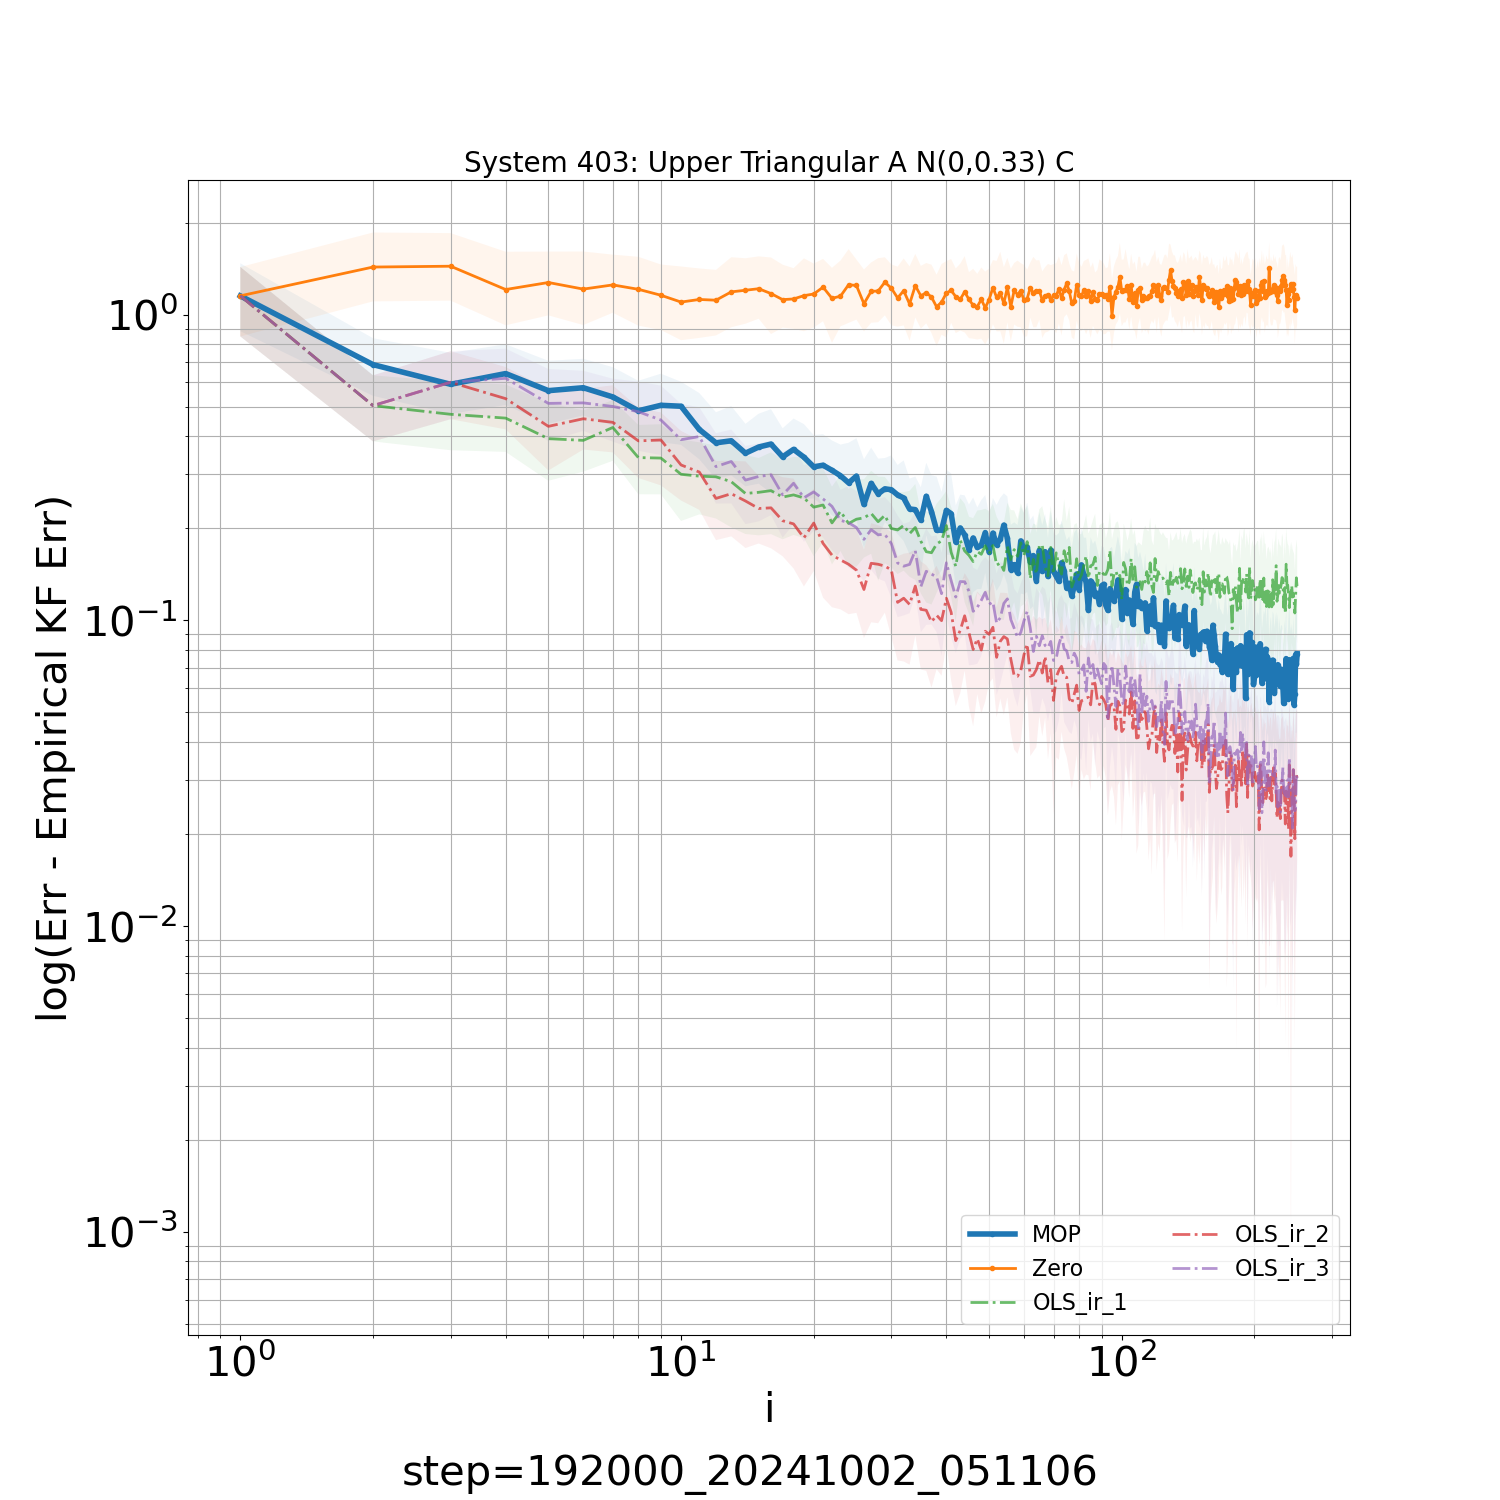 System 403: Upper Triangular A N(0,0.33) C
log(Err - Empirical KF Err)
10⁰
10⁻¹
10⁻²
10⁻³
10⁰ 10¹ 10²
i
MOP
Zero
OLS_ir_1
OLS_ir_2
OLS_ir_3
step=192000_20241002_051106